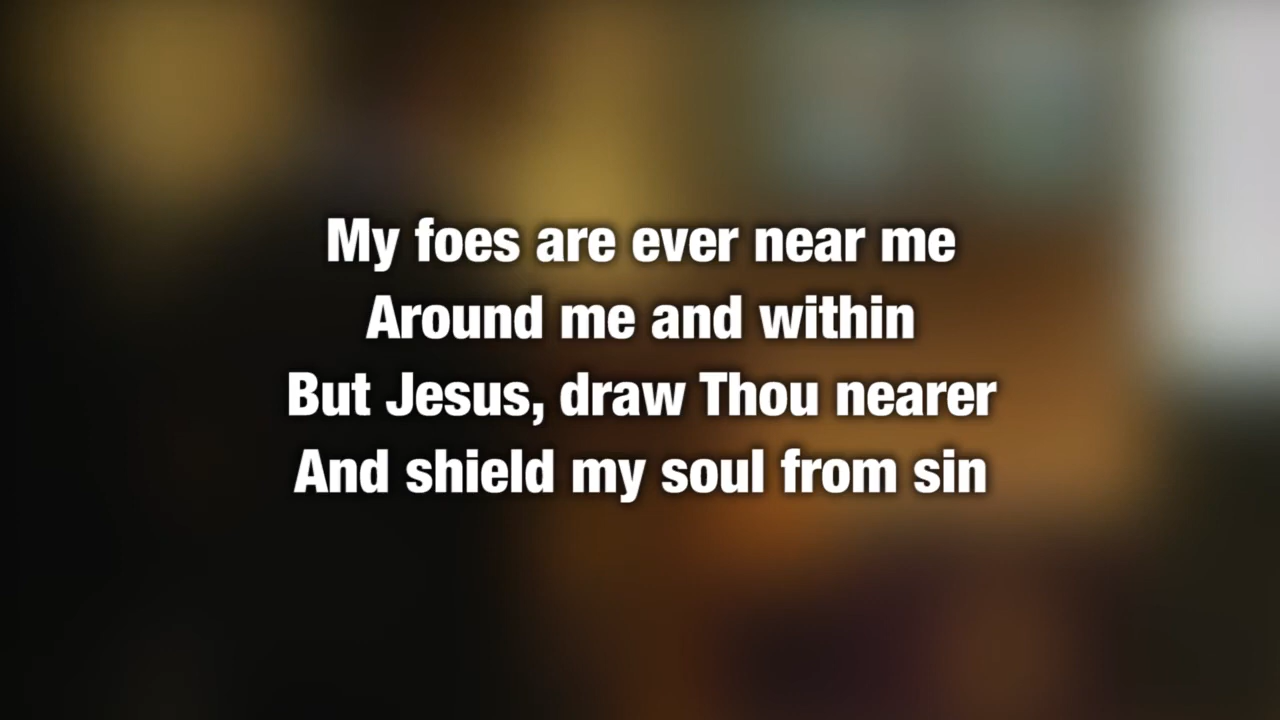 My foes are ever near me
Around me and within
But Jesus, draw Thou nearer
And shield my soul from sin